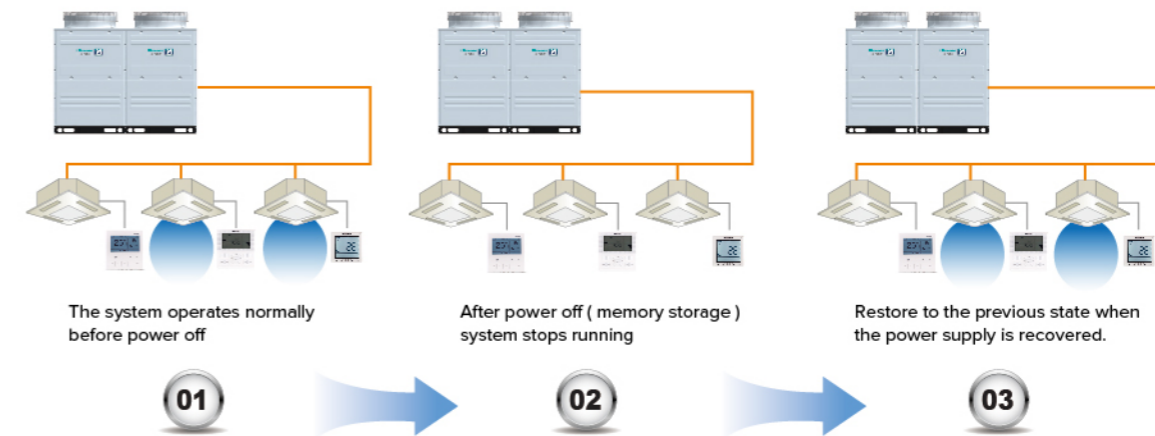 The system operates normally
before power off
After power off ( memory storage )
system stops running
Restore to the previous state when
the power supply is recovered.
01
02
03